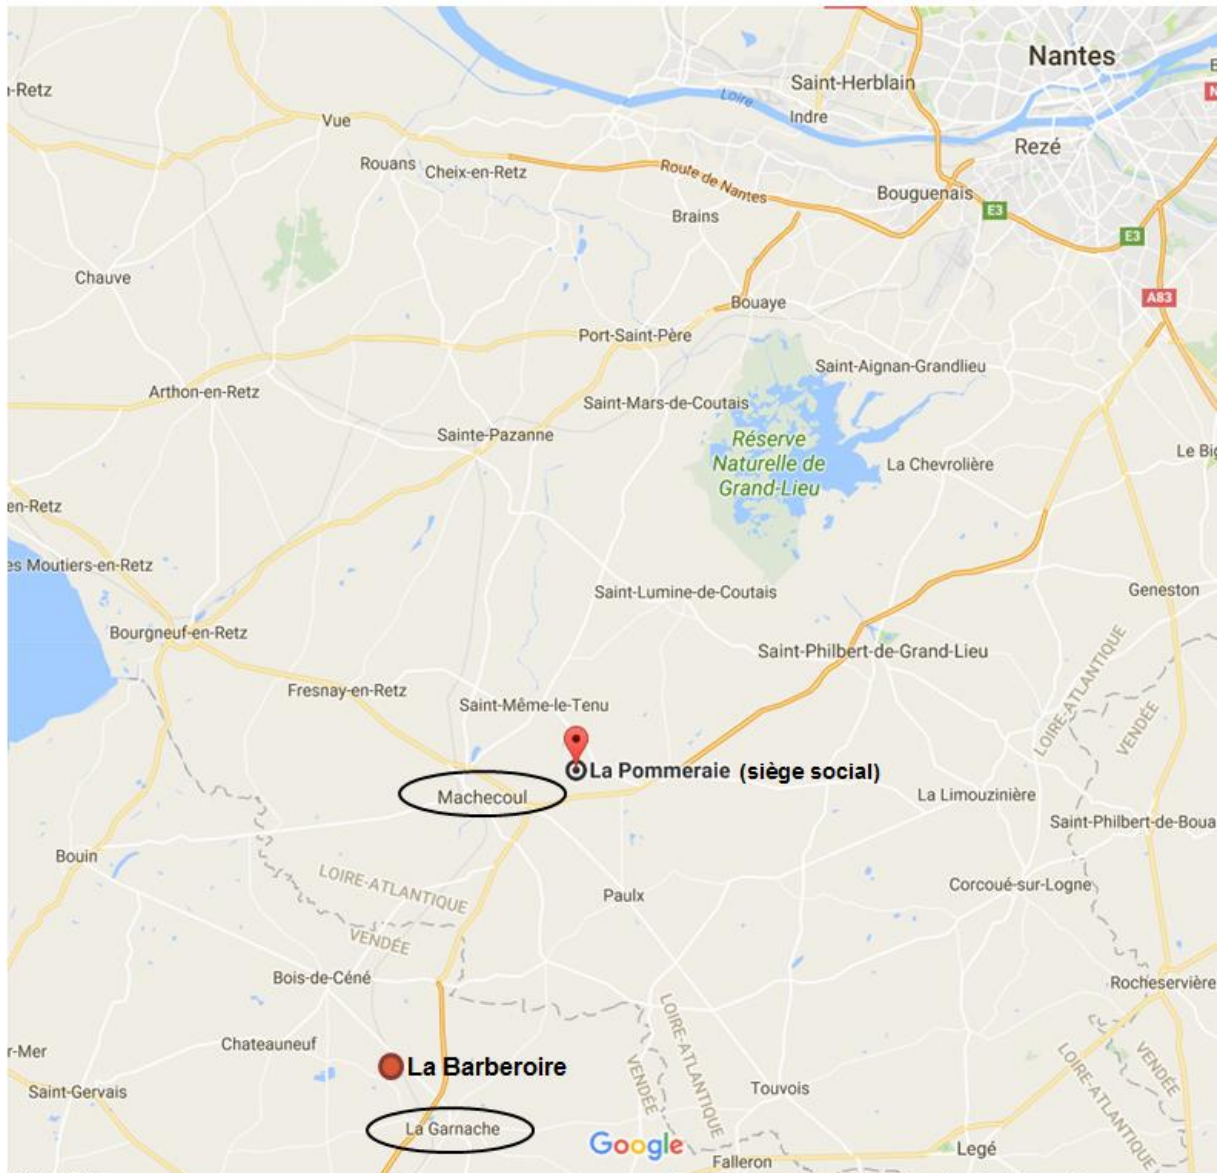 Nantes
-Retz
Saint-Herblain
Loire
Indre
Vue
Rezé
Rouans
Cheix-en-Retz
Route de Nantes
Bouguenais
E3
Brains
E3
Chauve
A83
Bouaye
Port-Saint-Père
Saint-Aignan-Grandlieu
Arthon-en-Retz
Saint-Mars-de-Coutais
Sainte-Pazanne
Réserve
Naturelle de
Grand-Lieu
Le Big
La Chevrolière
en-Retz
es Moutiers-en-Retz
Saint-Lumine-de-Coutais
Geneston
Bourgneuf-en-Retz
Saint-Philbert-de-Grand-Lieu
LOIRE-ATLANTIQUE
VENDÉE
Fresnay-en-Retz
Saint-Même-le-Tenu
La Pommeraie (siège social)
Machecoul
La Limouzinière
Saint-Philbert-de-Boua
Bouin
LOIRE-ATLANTIQUE
VENDÉE
Paulx
Corcoué-sur-Logne
Bois-de-Céné
Rocheservière
LOIRE-ATLANTIQUE
VENDÉE
Chateauneuf
r-Mer
La Barberoire
LOIRE-ATLANTIQUE
VENDÉE
Saint-Gervais
Touvois
La Garnache
Google
Legé
Falleron